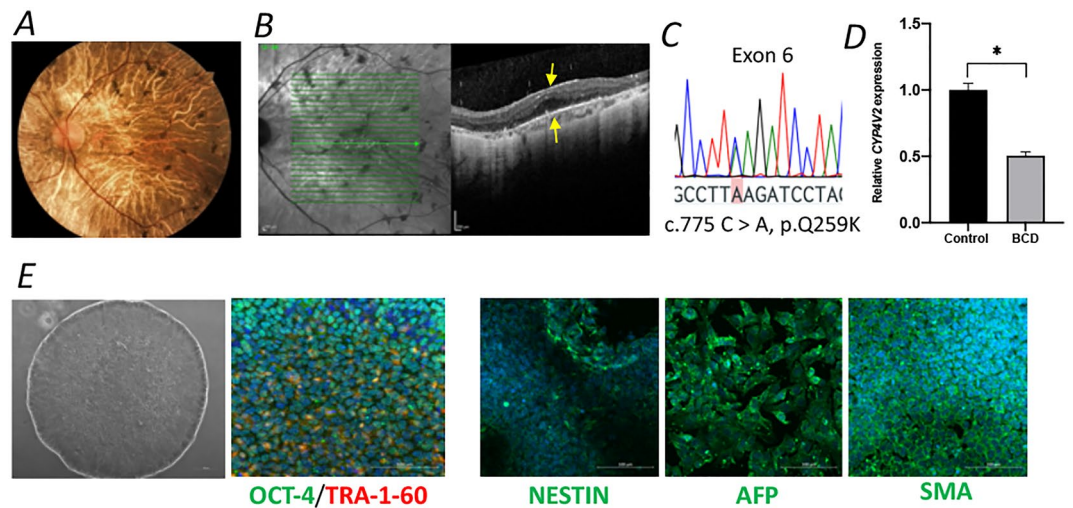 A
B
C
D
Exon 6
GCCTTAAGATCCTAC
c.775 C > A, p.Q259K
Relative CYP4V2 expression
1.5
1.0
0.5
0.0
*
Control
BCD
E
OCT-4/TRA-1-60
NESTIN
AFP
SMA